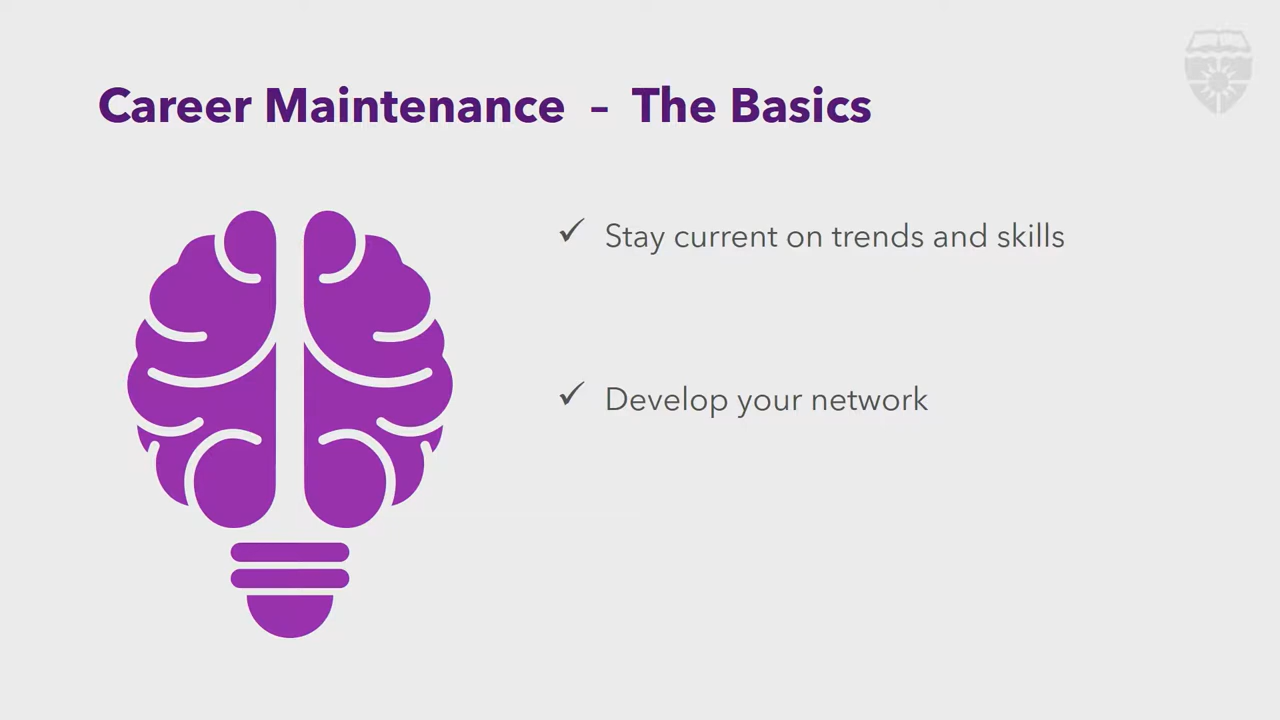 Career Maintenance – The Basics
✓ Stay current on trends and skills
✓ Develop your network